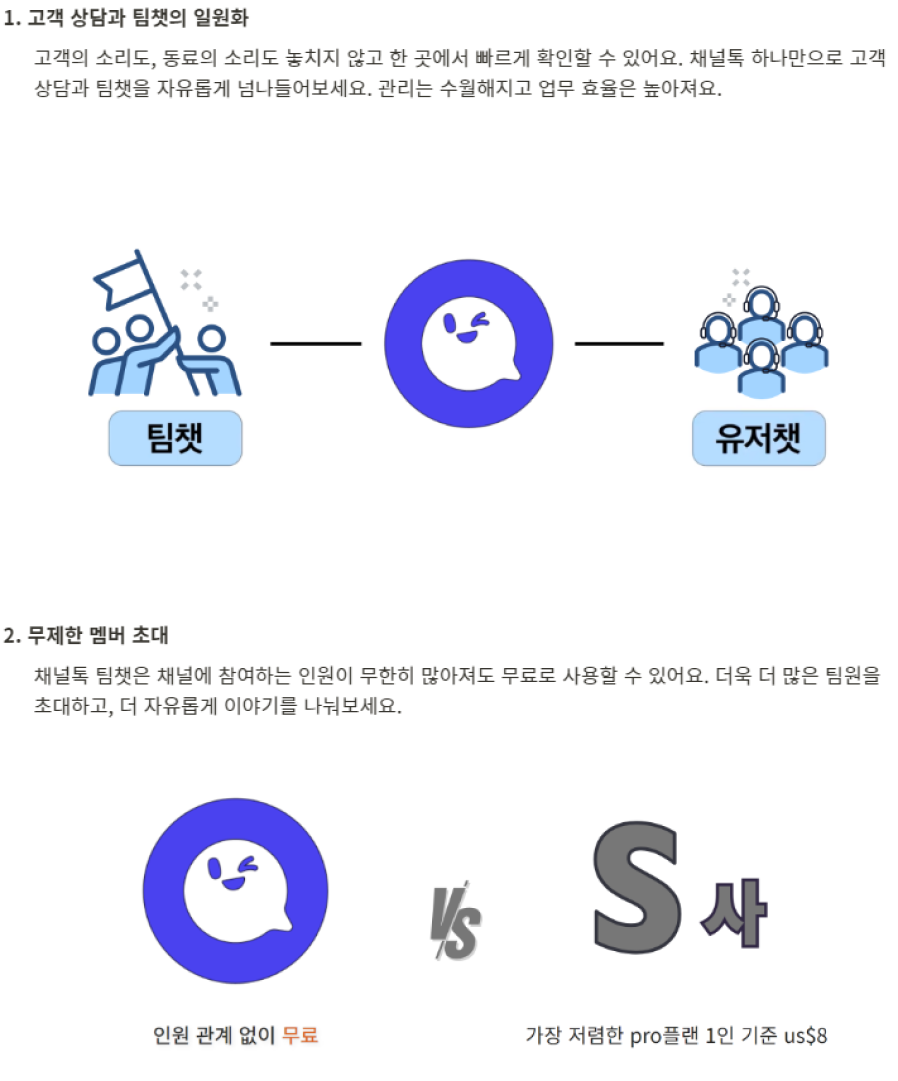 1. 고객 상담과 팀챗의 일원화
고객의 소리도, 동료의 소리도 놓치지 않고 한 곳에서 빠르게 확인할 수 있어요. 채널톡 하나만으로 고객
상담과 팀챗을 자유롭게 넘나들어보세요. 관리는 수월해지고 업무 효율은 높아져요.
팀챗
유저챗
2. 무제한 멤버 초대
채널톡 팀챗은 채널에 참여하는 인원이 무한히 많아져도 무료로 사용할 수 있어요. 더욱 더 많은 팀원을
초대하고, 더 자유롭게 이야기를 나눠보세요.
VS
S사
인원 관계 없이 무료
가장 저렴한 pro플랜 1인 기준 us$8